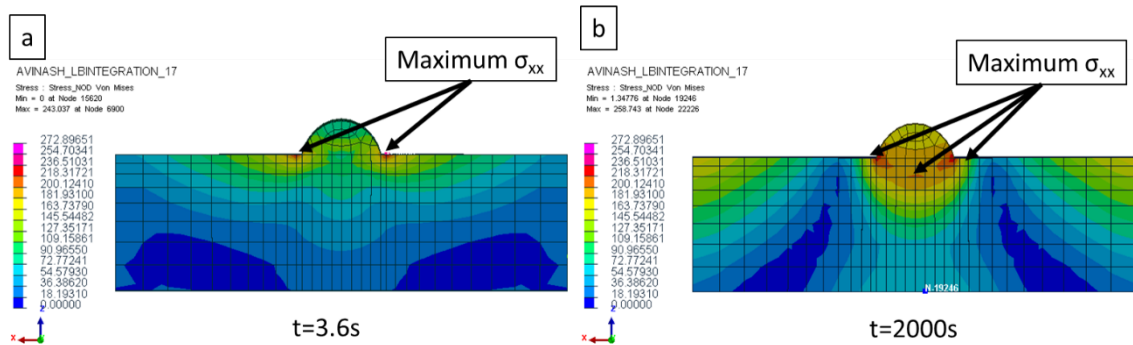 a
AVINASH_LBINTEGRATION_17
Stress : Stress_NOD Von Mises
Min = 0 at Node 15620
Max = 243.037 at Node 6900
Maximum σxx
272.89651
254.70341
236.51031
218.31721
200.12410
181.93100
163.73790
145.54482
127.35171
109.15861
90.96550
72.77241
54.57930
36.38620
18.19310
0.00000
z
x
t=3.6s
b
AVINASH_LBINTEGRATION_17
Stress : Stress_NOD Von Mises
Min = 1.34776 at Node 19246
Max = 258.743 at Node 22226
Maximum σxx
272.89651
254.70341
236.51031
218.31721
200.12410
181.93100
163.73790
145.54482
127.35171
109.15861
90.96550
72.77241
54.57930
36.38620
18.19310
0.00000
N-19246
z
x
t=2000s